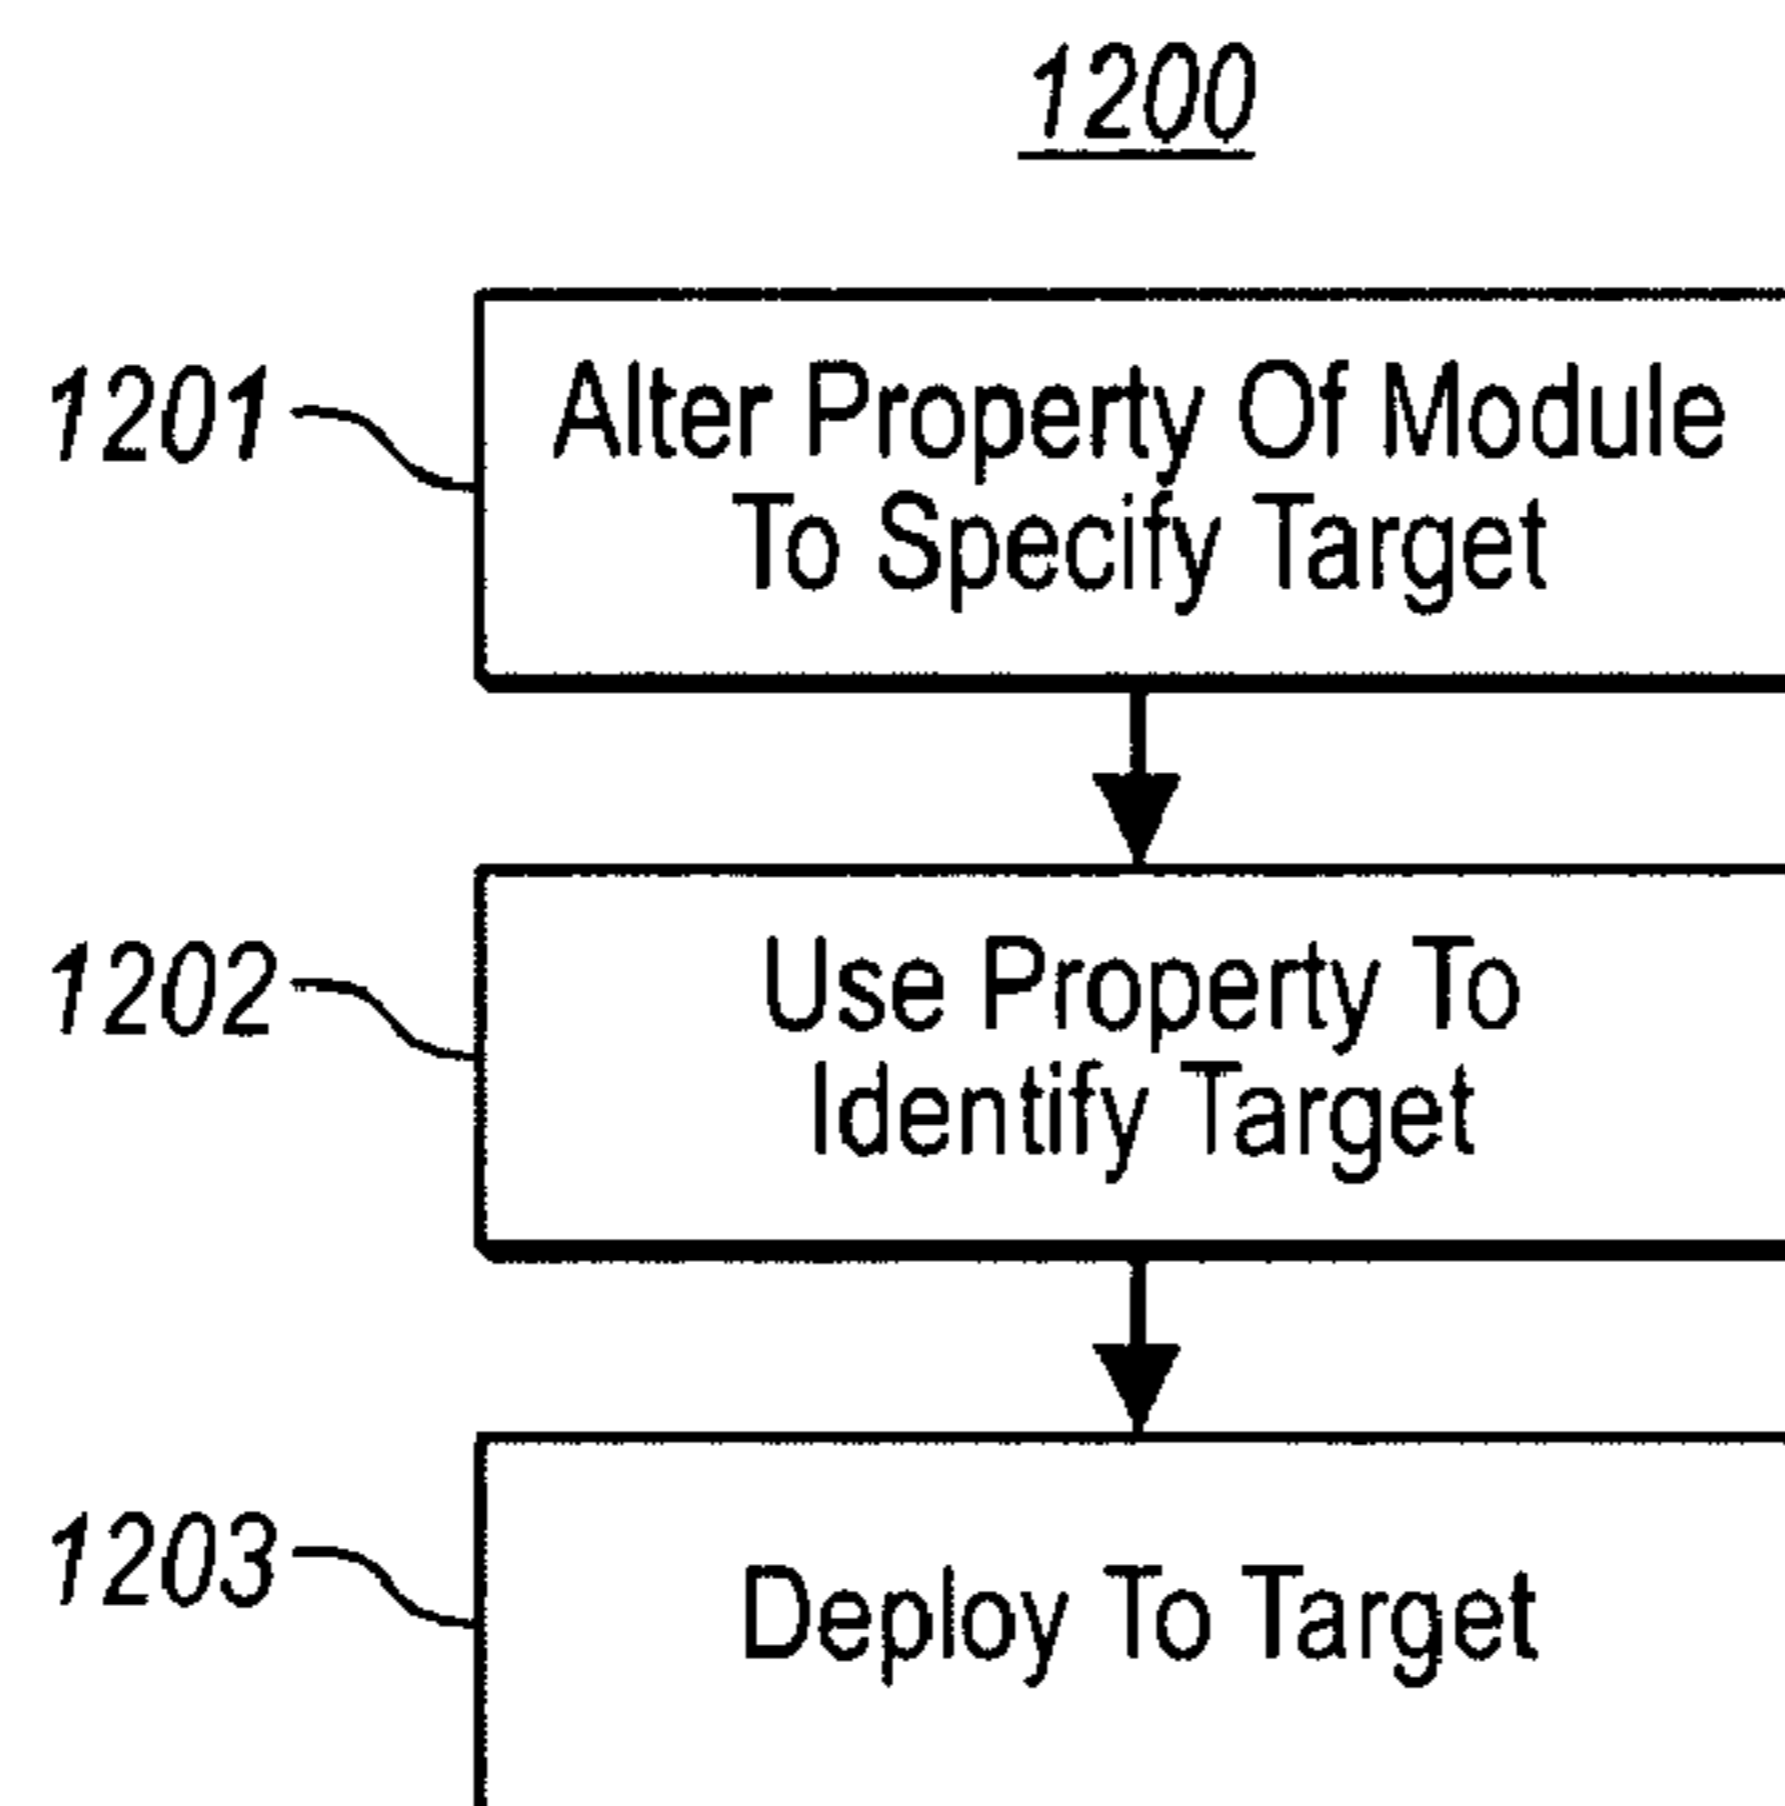 1200
1201
Alter Property Of Module
To Specify Target
1202
Use Property To
Identify Target
1203
Deploy To Target